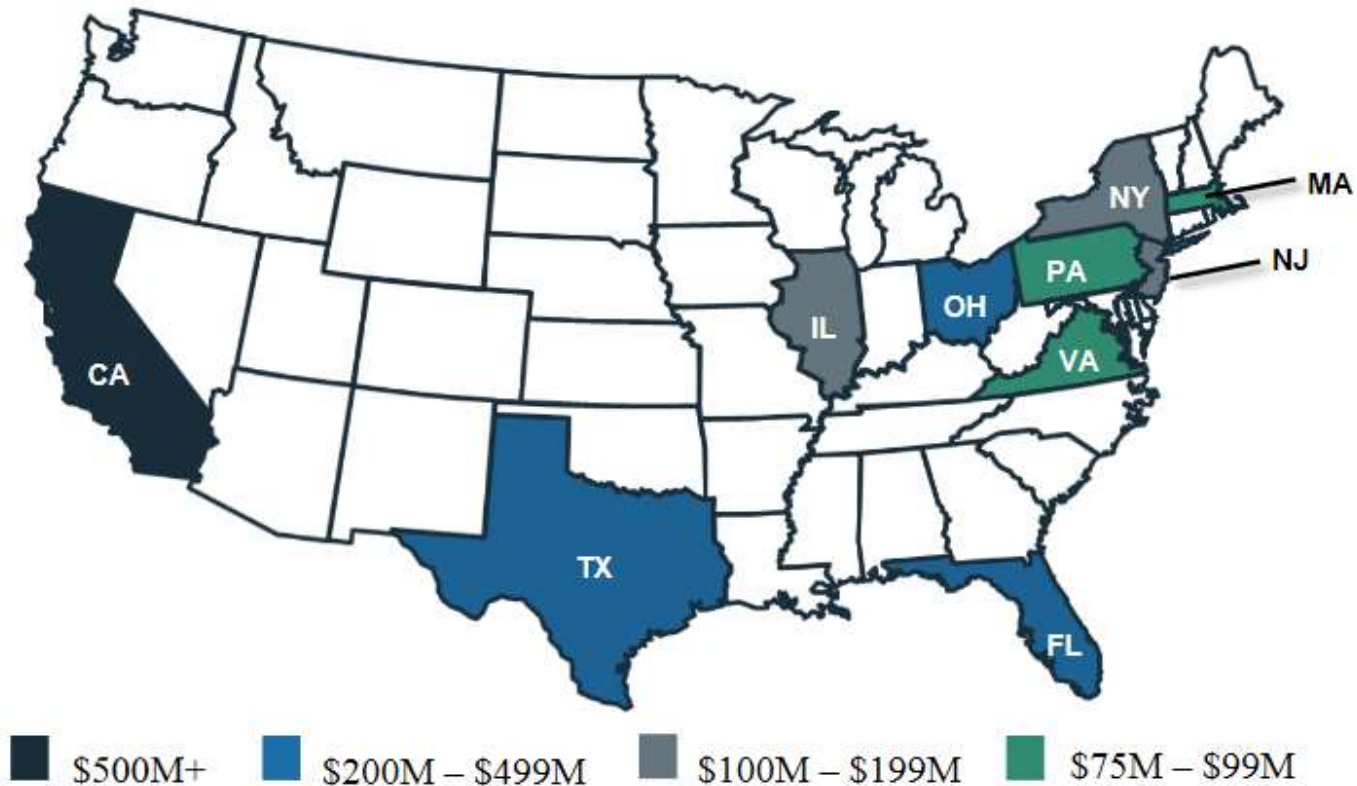 NY
MA
NJ
PA
OH
IL
VA
CA
TX
FL
$500M+
$200M – $499M
$100M – $199M
$75M – $99M